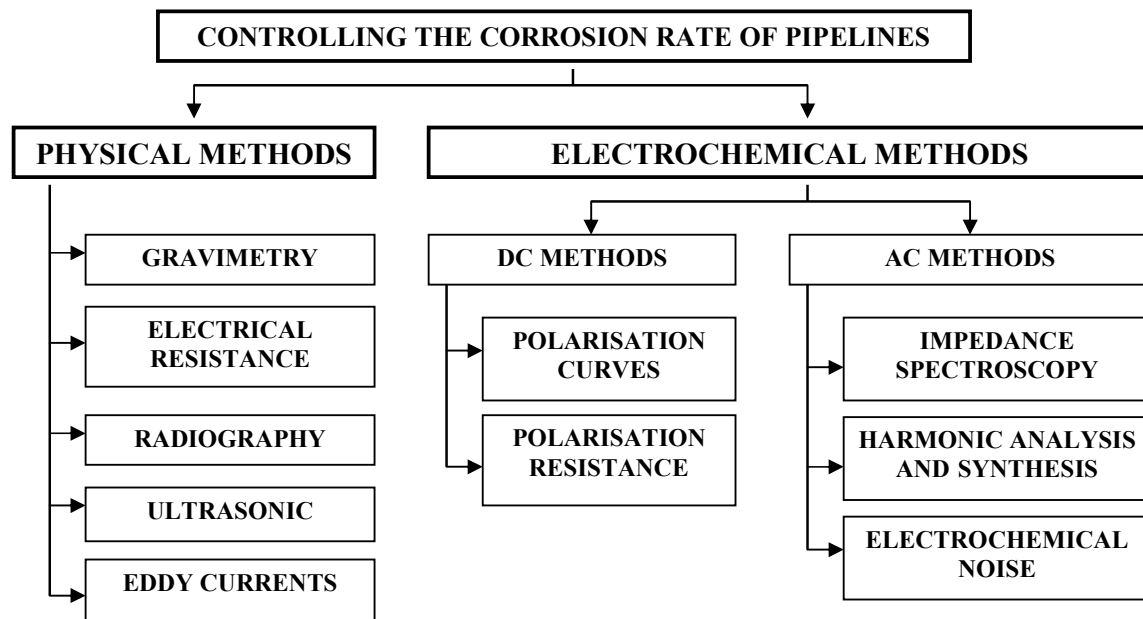 CONTROLLING THE CORROSION RATE OF PIPELINES
PHYSICAL METHODS
ELECTROCHEMICAL METHODS
GRAVIMETRY
ELECTRICAL
RESISTANCE
RADIOGRAPHY
ULTRASONIC
EDDY CURRENTS
DC METHODS
POLARISATION
CURVES
POLARISATION
RESISTANCE
AC METHODS
IMPEDANCE
SPECTROSCOPY
HARMONIC ANALYSIS
AND SYNTHESIS
ELECTROCHEMICAL
NOISE